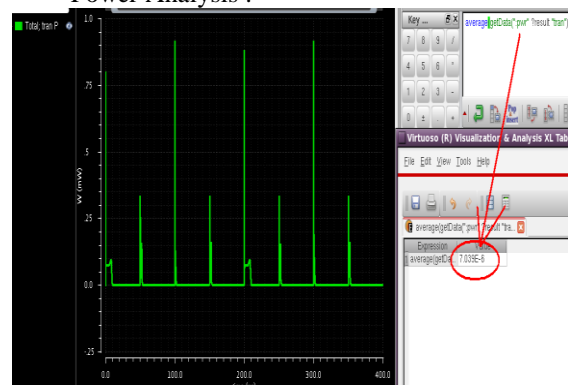 Power Analysis :
Total; tran P
1.0
.75
.5
.25
0.0
-.25
W (mW)
0.0 100.0 200.0 300.0 400.0
Key ...
7 8 9 /
4 5 6 *
1 2 3 -
0 ± . +
average(getData(":pwr" ?result "tran")
Virtuoso (R) Visualization & Analysis XL Tab
File Edit View Tools Help
average(getData(":pwr" ?result "tra...
Expression Value
1 average(getDa... 7.039E-6